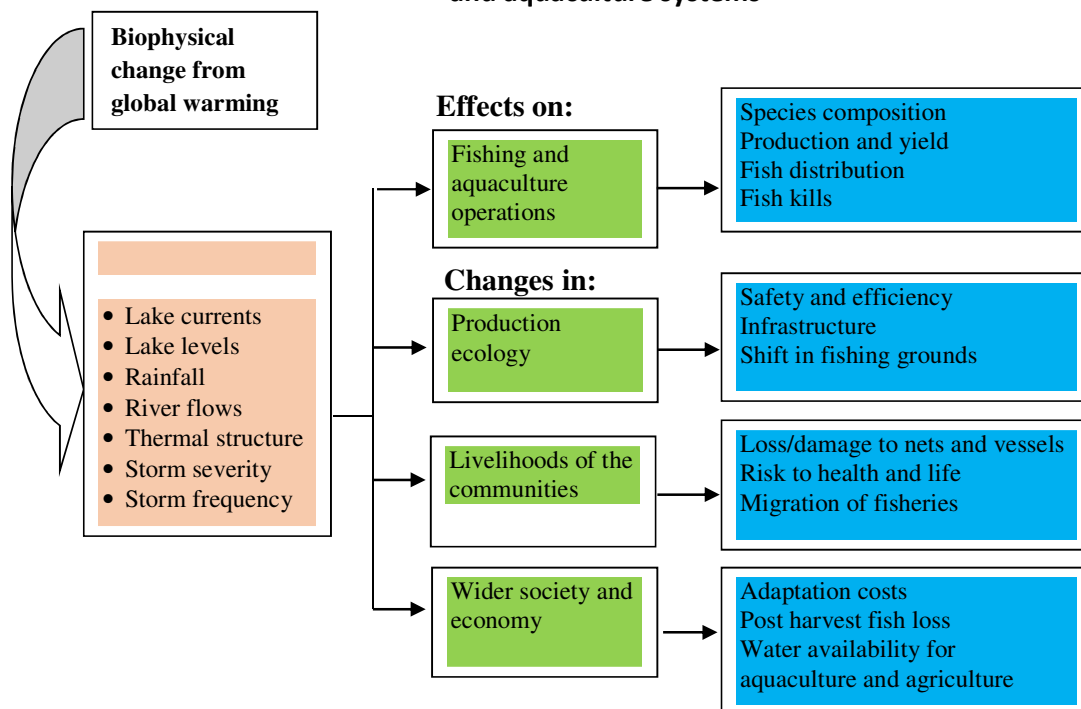 and aquaculture systems
Biophysical
change from
global warming
Effects on:
Fishing and
aquaculture
operations
Species composition
Production and yield
Fish distribution
Fish kills
Changes in:
Production
ecology
Safety and efficiency
Infrastructure
Shift in fishing grounds
• Lake currents
• Lake levels
• Rainfall
• River flows
• Thermal structure
• Storm severity
• Storm frequency
Livelihoods of the
communities
Loss/damage to nets and vessels
Risk to health and life
Migration of fisheries
Wider society and
economy
Adaptation costs
Post harvest fish loss
Water availability for
aquaculture and agriculture